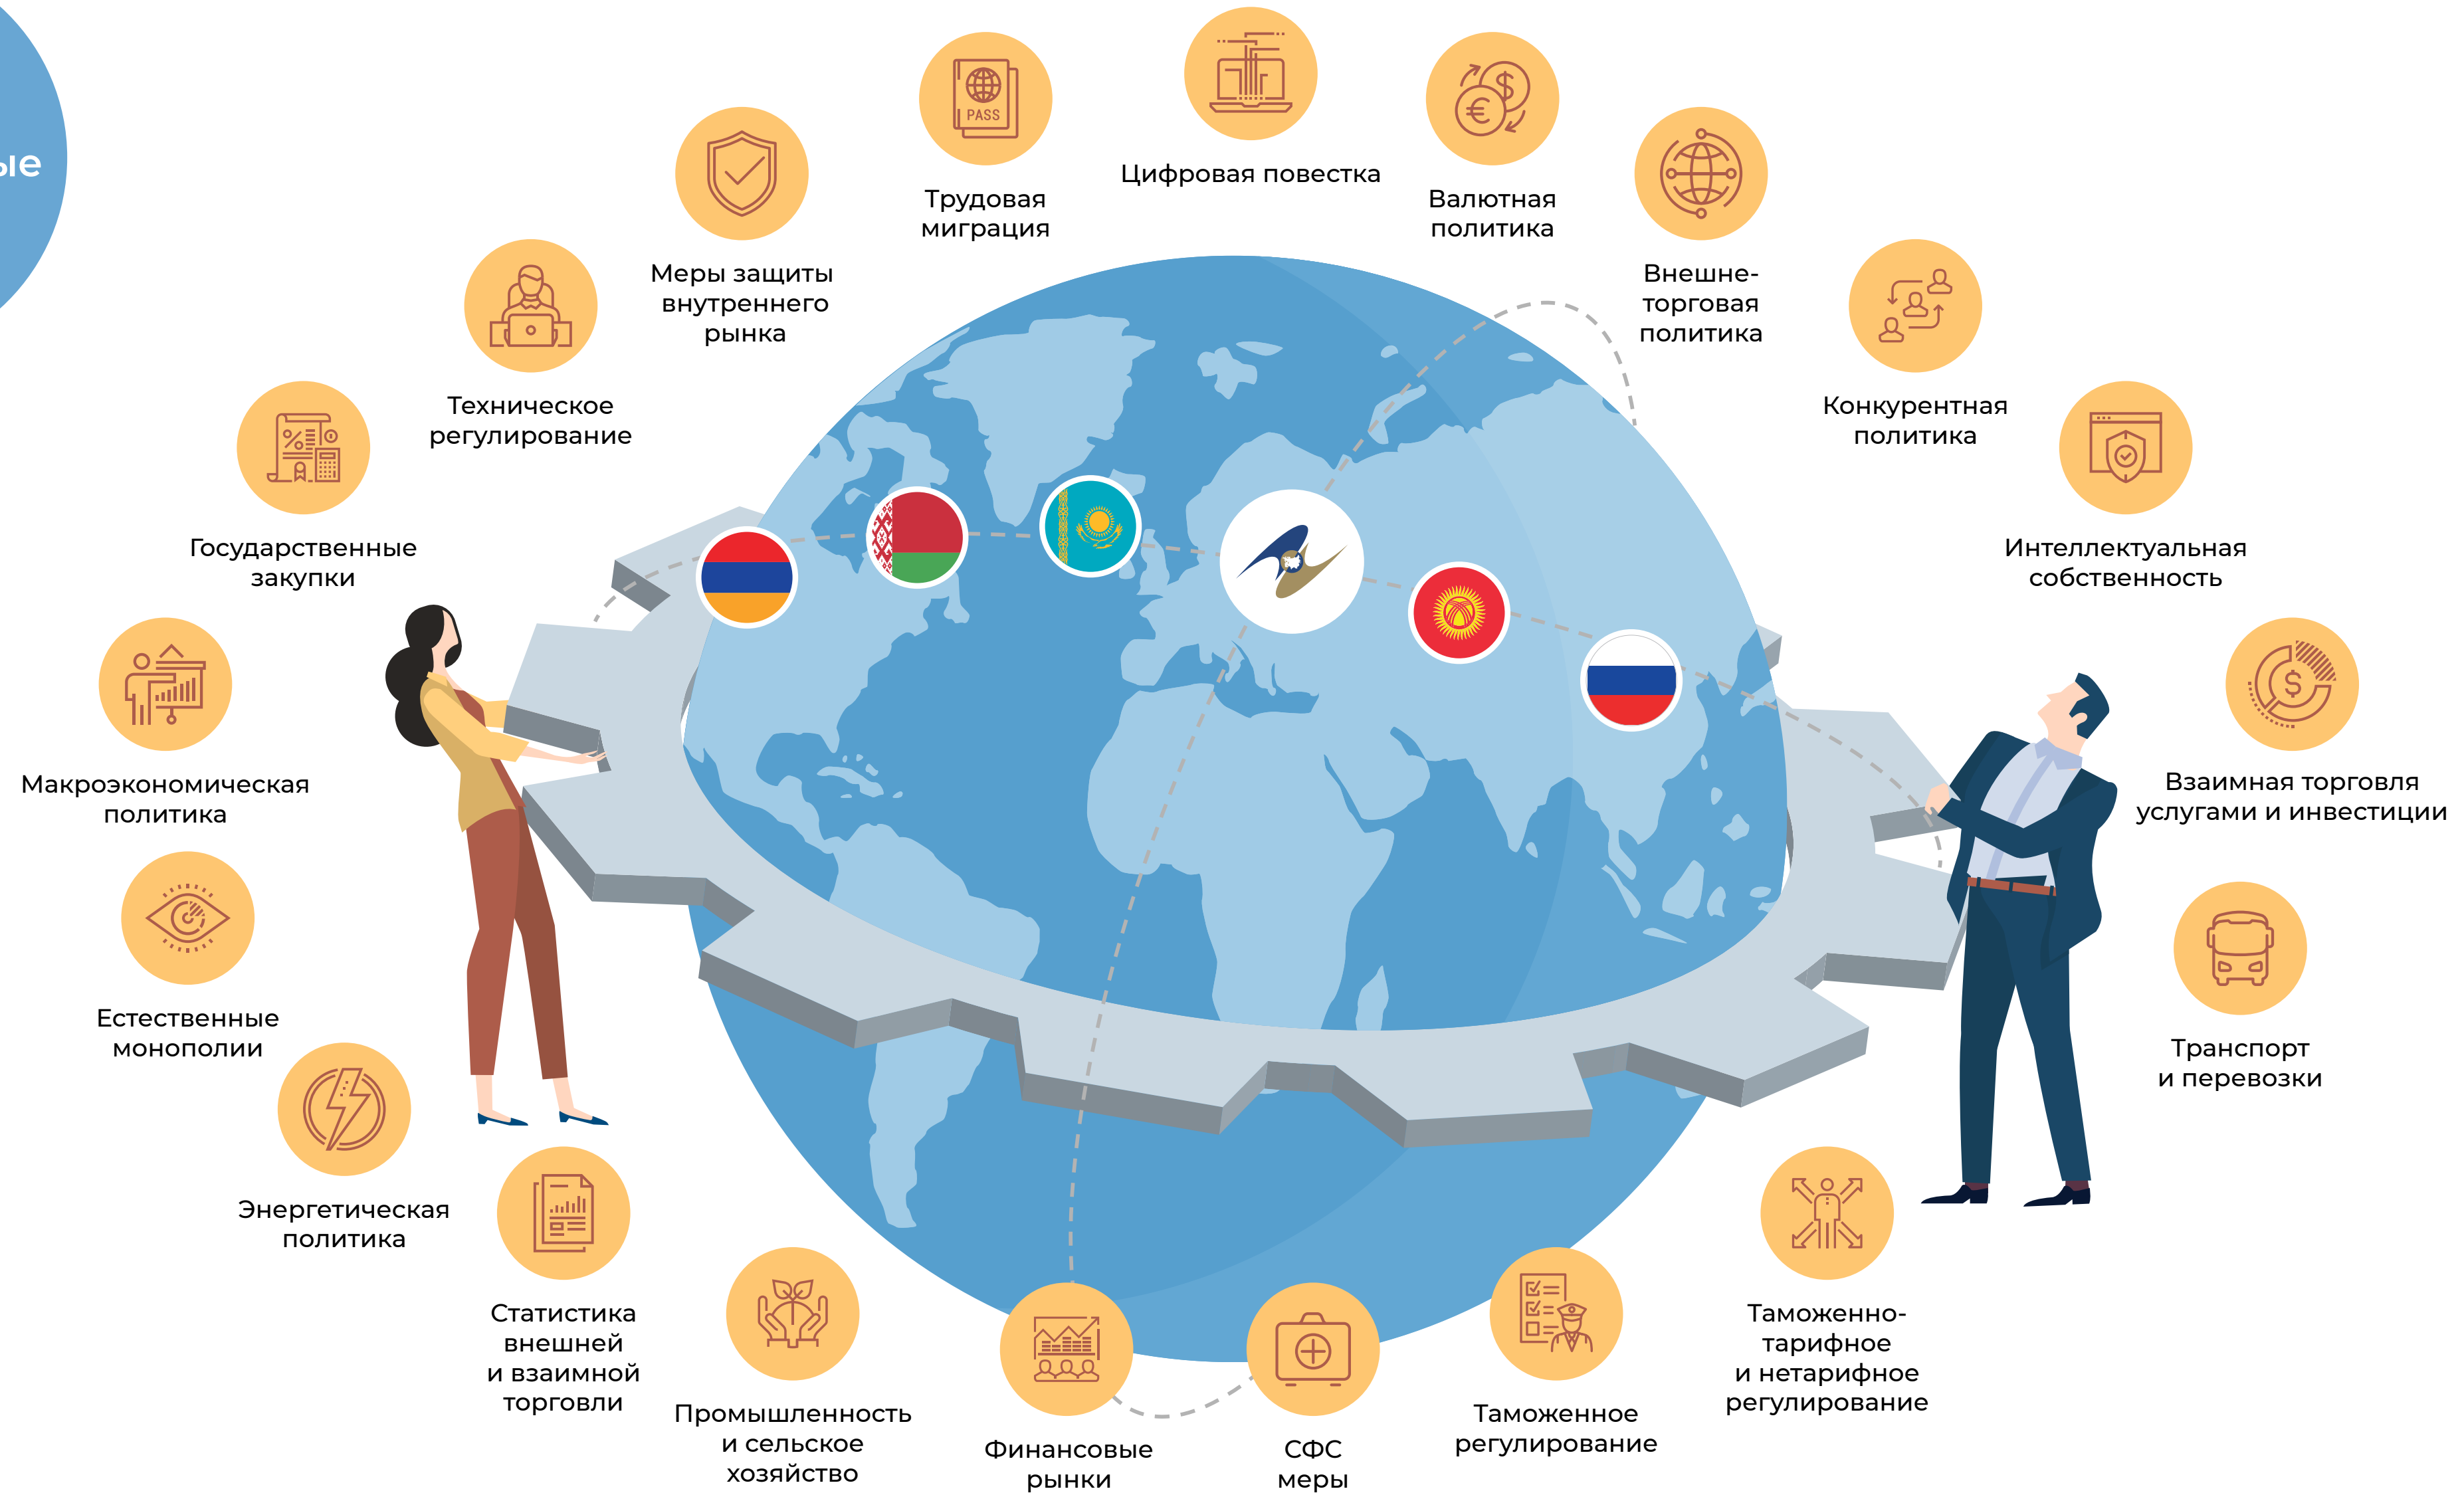 ые
PASS
Цифровая повестка
Трудовая
миграция
Валютная
политика
Меры защиты
внутреннего
рынка
Внешне-
торговая
политика
Техническое
регулирование
Конкурентная
политика
Государственные
закупки
Интеллектуальная
собственность
Макроэкономическая
политика
Взаимная торговля
услугами и инвестиции
Естественные
монополии
Транспорт
и перевозки
Энергетическая
политика
Статистика
внешней
и взаимной
торговли
Таможенно-
тарифное
и нетарифное
регулирование
Промышленность
и сельское
хозяйство
Финансовые
рынки
СФС
меры
Таможенное
регулирование